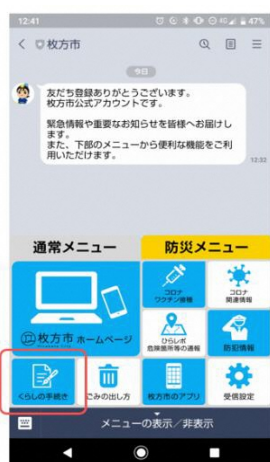 12:41
4G 47%
枚方市
今日
友だち登録ありがとうございます。
枚方市公式アカウントです。
緊急情報や重要なお知らせを皆様へお届けし
ます。
また、下部のメニューから便利な機能をご利
用いただけます。
12:32
通常メニュー 防災メニュー
コロナ
ワクチン接種
コロナ
関連情報
枚方市 ホームページ
ひらレポ
危険箇所等の通報
防犯情報
くらしの手続き ごみの出し方 枚方市のアプリ 受信設定
メニューの表示/非表示